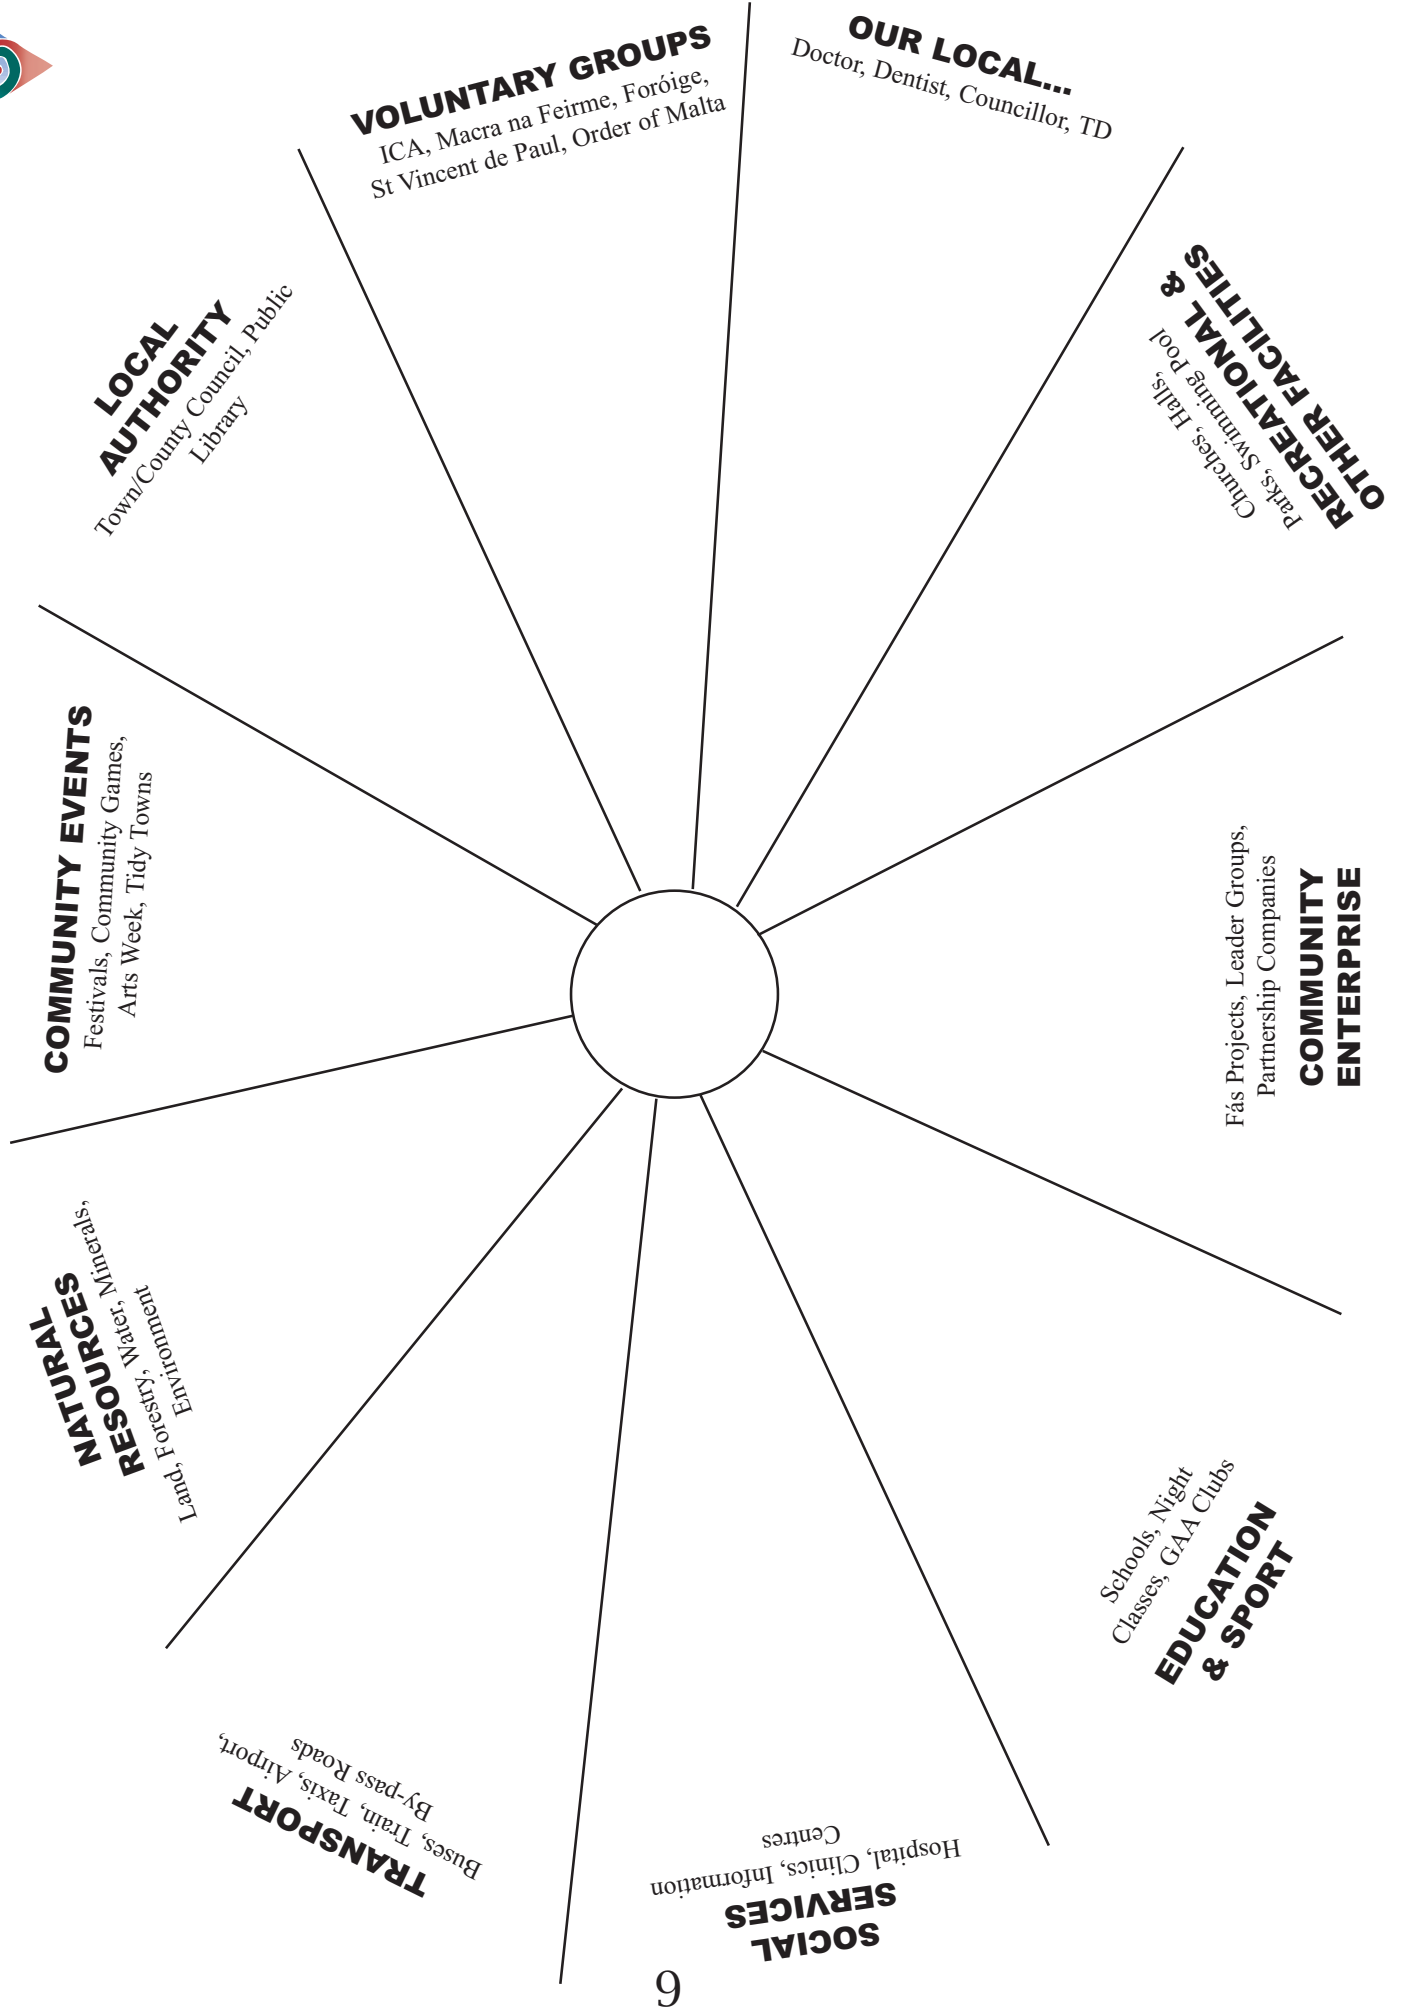 VOLUNTARY GROUPS
ICA, Macra na Feirme, Foróige,
St Vincent de Paul, Order of Malta
OUR LOCAL...
Doctor, Dentist, Councillor, TD
RECREATIONAL &
OTHER FACILITIES
Churches, Halls,
Parks, Swimming Pool
COMMUNITY
ENTERPRISE
Fás Projects, Leader Groups,
Partnership Companies
EDUCATION
& SPORT
Schools, Night
Classes, GAA Clubs
SOCIAL
SERVICES
Hospital, Clinics, Information
Centres
TRANSPORT
Buses, Train, Taxis, Airport,
By-pass Roads
NATURAL
RESOURCES
Land, Forestry, Water, Minerals,
Environment
COMMUNITY EVENTS
Festivals, Community Games,
Arts Week, Tidy Towns
LOCAL
AUTHORITY
Town/County Council, Public
Library
9